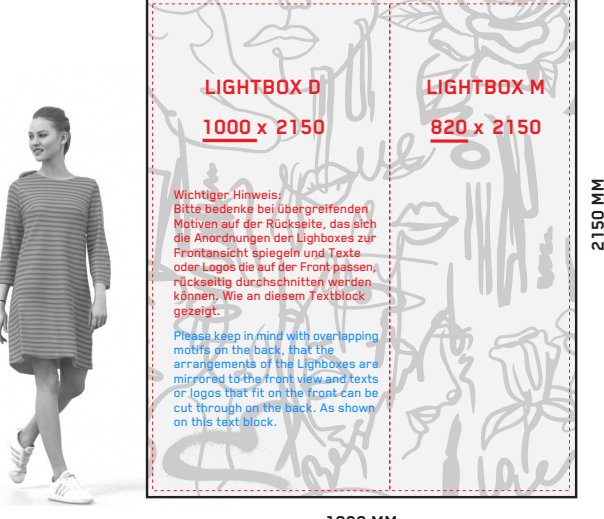 LIGHTBOX D
1000 x 2150
LIGHTBOX M
820 x 2150
Wichtiger Hinweis:
Bitte bedenke bei übergreifenden
Motiven auf der Rückseite, das sich
die Anordnungen der Lighboxes zur
Frontansicht spiegeln und Texte
oder Logos die auf der Front passen,
rückseitig durchschnitten werden
können. Wie an diesem Textblock
gezeigt.
Please keep in mind with overlapping
motifs on the back, that the
arrangements of the Lighboxes are
mirrored to the front view and texts
or logos that fit on the front can be
cut through on the back. As shown
on this text block.
2150 MM